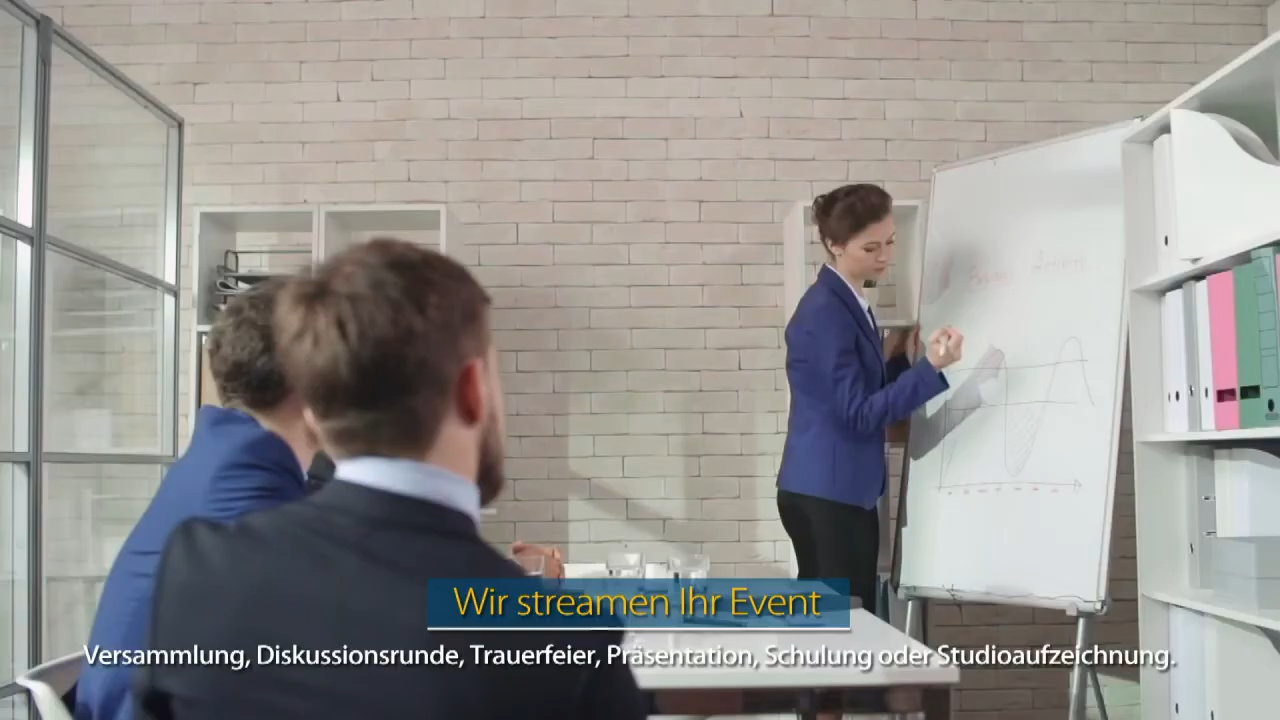 Wir streamen Ihr Event
Versammlung, Diskussionsrunde, Trauerfeier, Präsentation, Schulung oder Studioaufzeichnung.